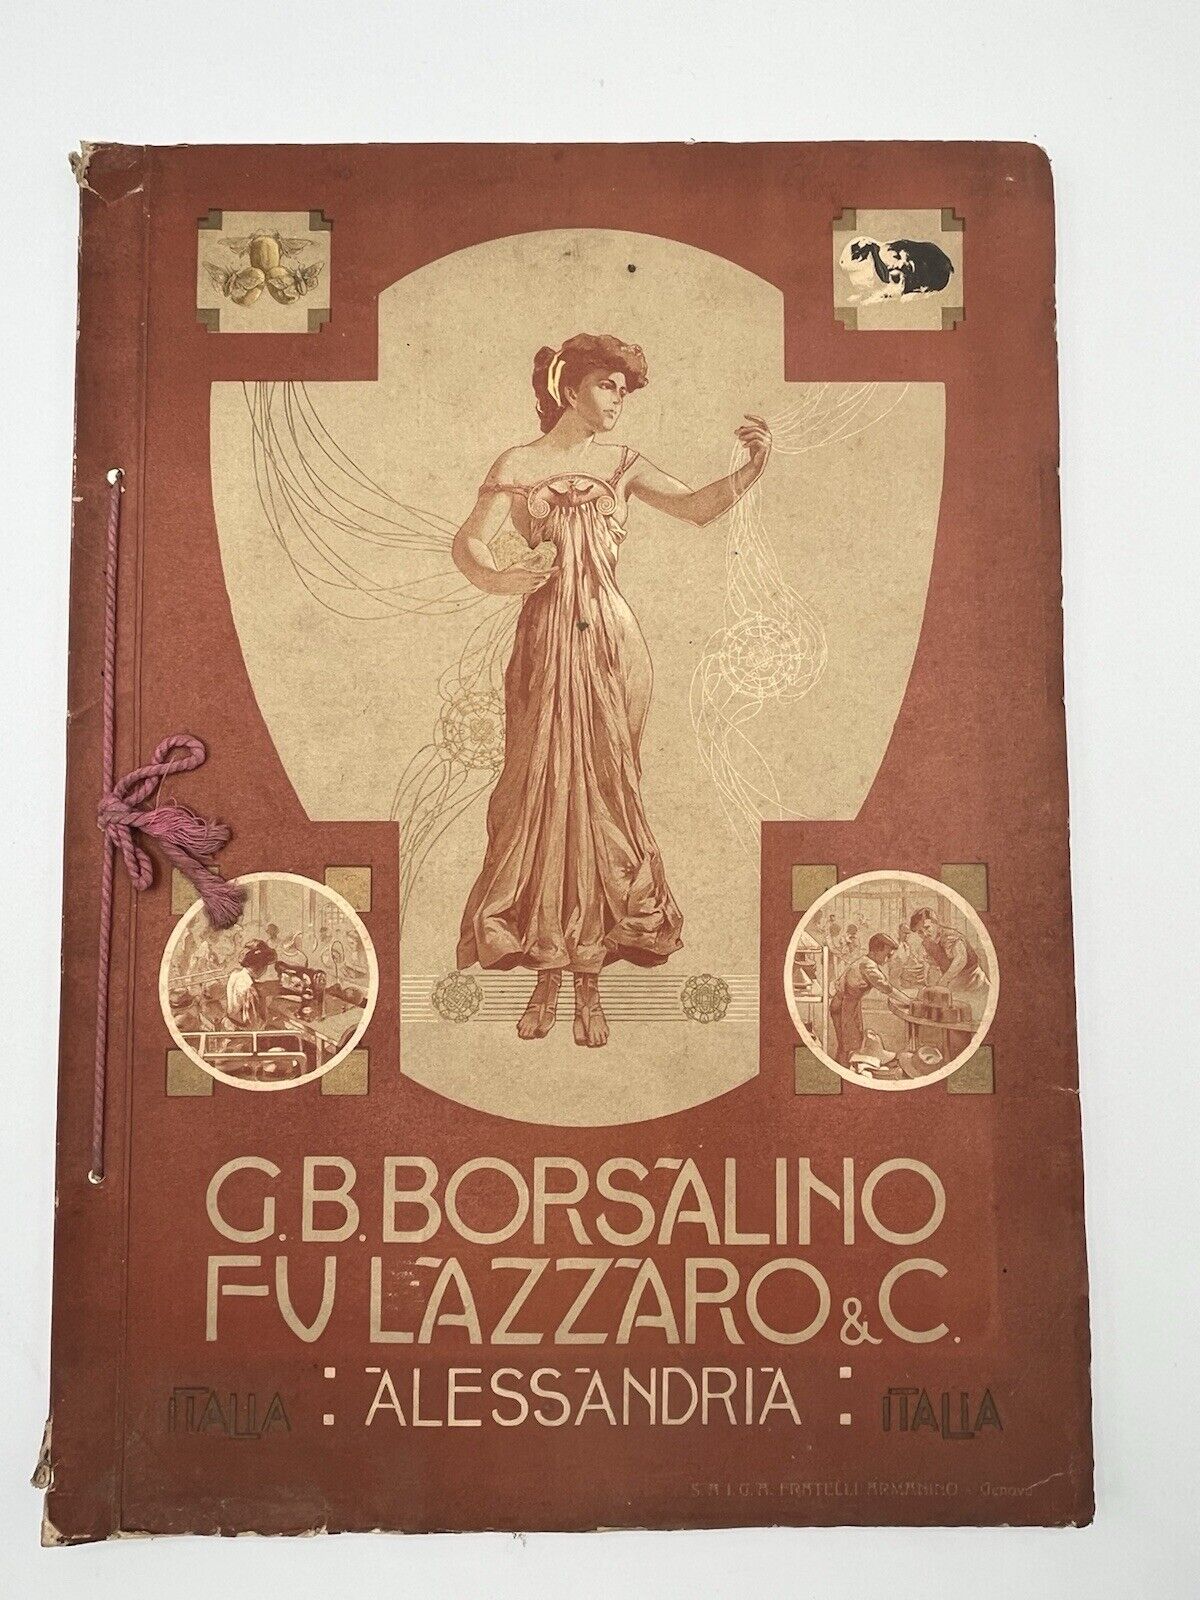 G.B. BORSALINO
FU LAZZARO & C.
ITALIA : ALESSANDRIA : ITALIA
S. A I. G. A. FRATELLI ARMANINO - Genova